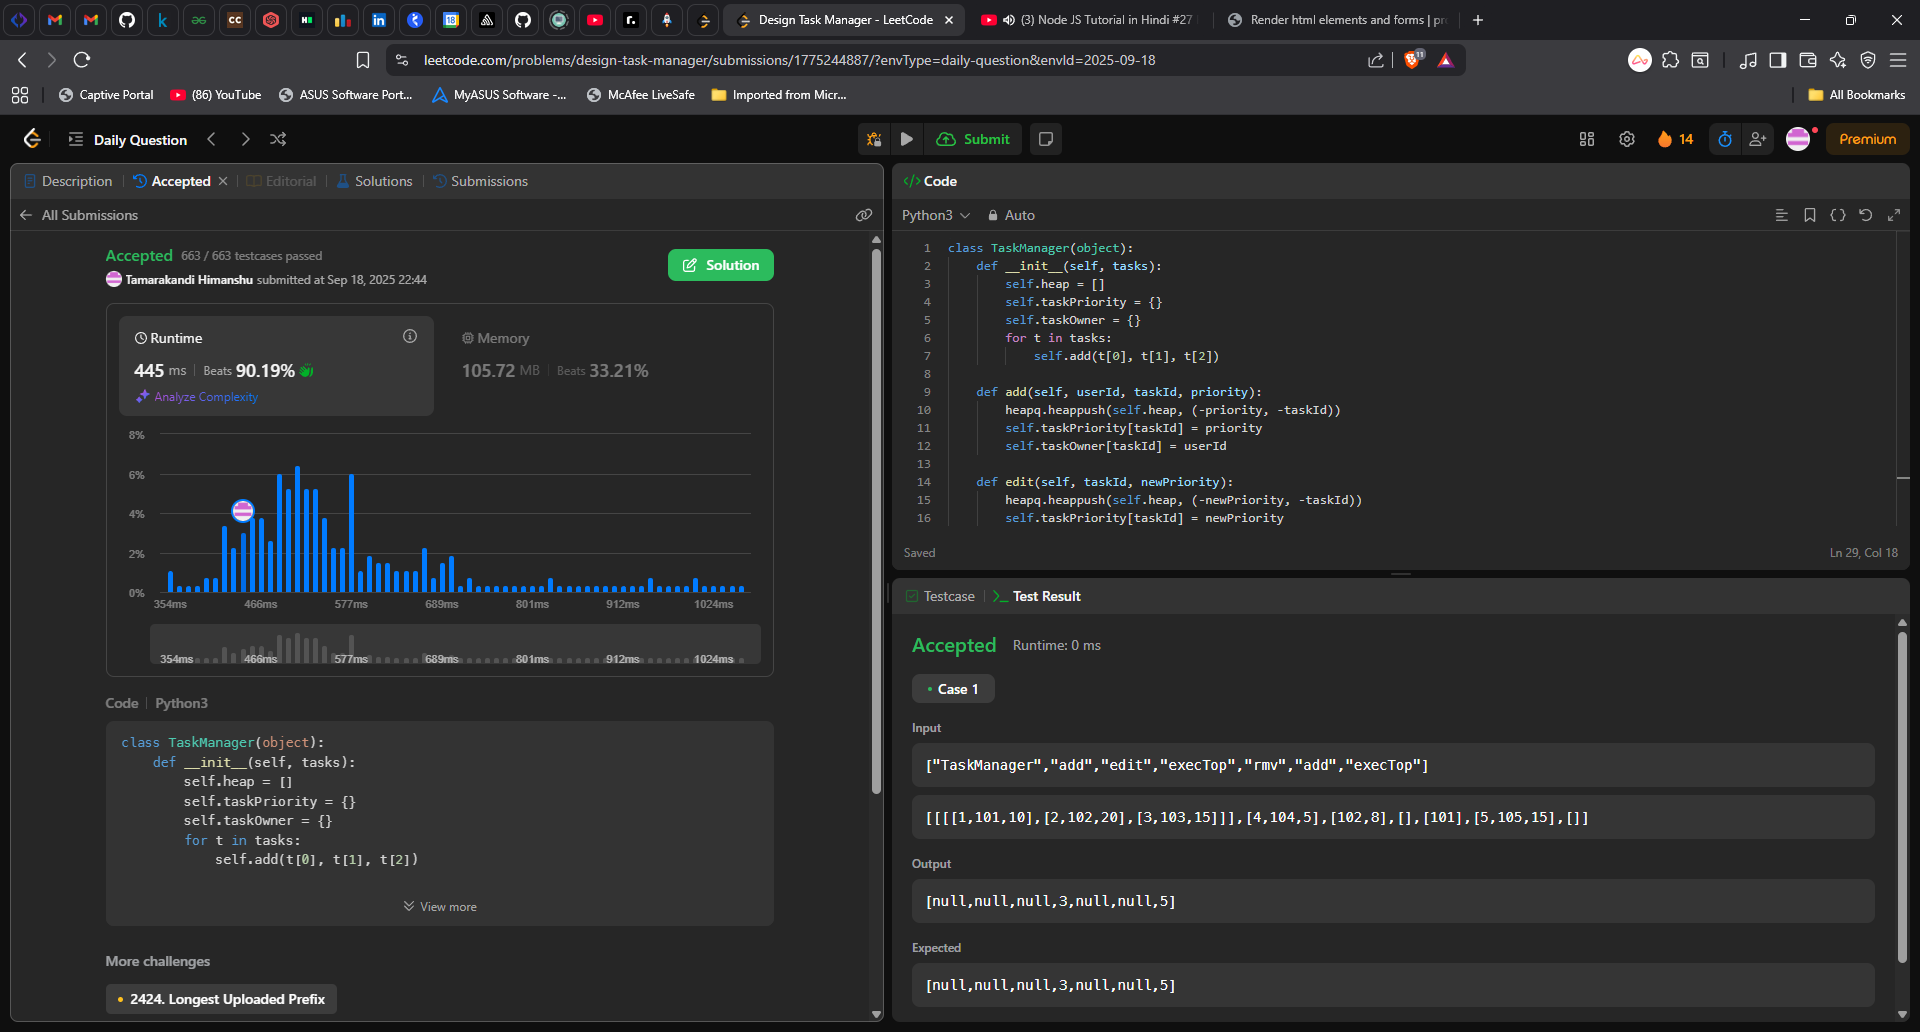 Design Task Manager - LeetCode
(3) Node JS Tutorial in Hindi #27
Render html elements and forms | pr
leetcode.com/problems/design-task-manager/submissions/1775244887/?envType=daily-question&envId=2025-09-18
11
Captive Portal
(86) YouTube
ASUS Software Port...
MyASUS Software -...
McAfee LiveSafe
Imported from Micr...
All Bookmarks
Daily Question
Submit
14
Premium
Description
Accepted
Editorial
Solutions
Submissions
All Submissions
Accepted 663 / 663 testcases passed
Tamarakandi Himanshu submitted at Sep 18, 2025 22:44
Solution
Runtime
445 ms | Beats 90.19%
Analyze Complexity
Memory
105.72 MB | Beats 33.21%
8%
6%
4%
2%
0%
354ms 466ms 577ms 689ms 801ms 912ms 1024ms
354ms 466ms 577ms 689ms 801ms 912ms 1024ms
Code | Python3
class TaskManager(object):
def __init__(self, tasks):
self.heap = []
self.taskPriority = {}
self.taskOwner = {}
for t in tasks:
self.add(t[0], t[1], t[2])
View more
More challenges
2424. Longest Uploaded Prefix
</> Code
Python3
Auto
1 class TaskManager(object):
2 def __init__(self, tasks):
3 self.heap = []
4 self.taskPriority = {}
5 self.taskOwner = {}
6 for t in tasks:
7 self.add(t[0], t[1], t[2])
8
9 def add(self, userId, taskId, priority):
10 heapq.heappush(self.heap, (-priority, -taskId))
11 self.taskPriority[taskId] = priority
12 self.taskOwner[taskId] = userId
13
14 def edit(self, taskId, newPriority):
15 heapq.heappush(self.heap, (-newPriority, -taskId))
16 self.taskPriority[taskId] = newPriority
Saved
Ln 29, Col 18
Testcase
Test Result
Accepted Runtime: 0 ms
Case 1
Input
["TaskManager","add","edit","execTop","rmv","add","execTop"]
[[[[1,101,10],[2,102,20],[3,103,15]]],[4,104,5],[102,8],[],[101],[5,105,15],[]]
Output
[null,null,null,3,null,null,5]
Expected
[null,null,null,3,null,null,5]